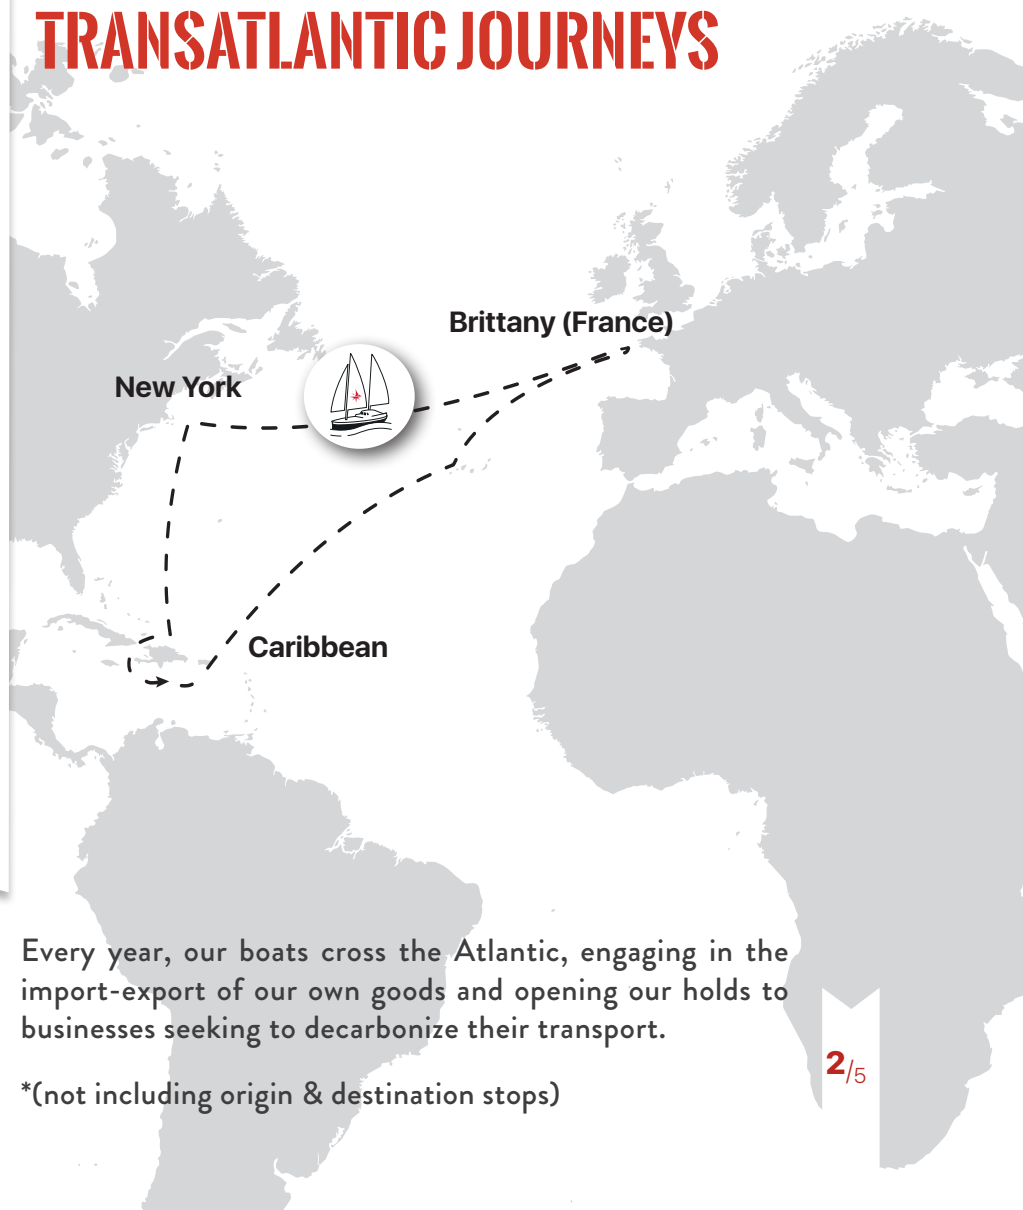 TRANSATLANTIC JOURNEYS
Brittany (France)
New York
Caribbean
Every year, our boats cross the Atlantic, engaging in the
import-export of our own goods and opening our holds to
businesses seeking to decarbonize their transport.
*(not including origin & destination stops)
2/5